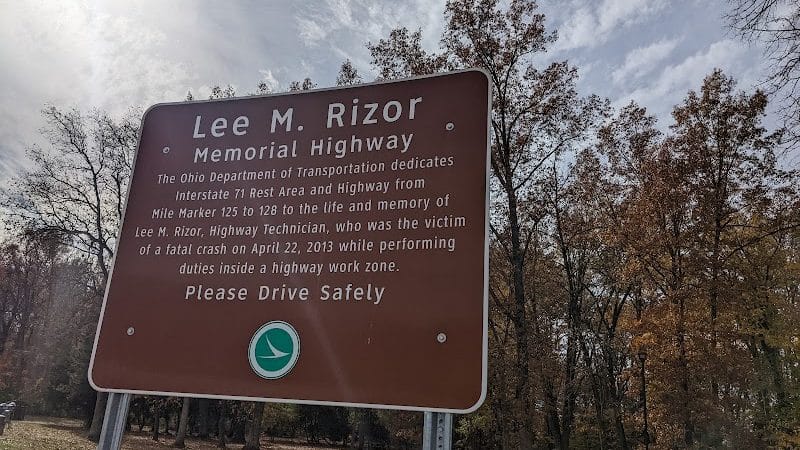 Lee M. Rizor
Memorial Highway
The Ohio Department of Transportation dedicates
Interstate 71 Rest Area and Highway from
Mile Marker 125 to 128 to the life and memory of
Lee M. Rizor, Highway Technician, who was the victim
of a fatal crash on April 22, 2013 while performing
duties inside a highway work zone.
Please Drive Safely